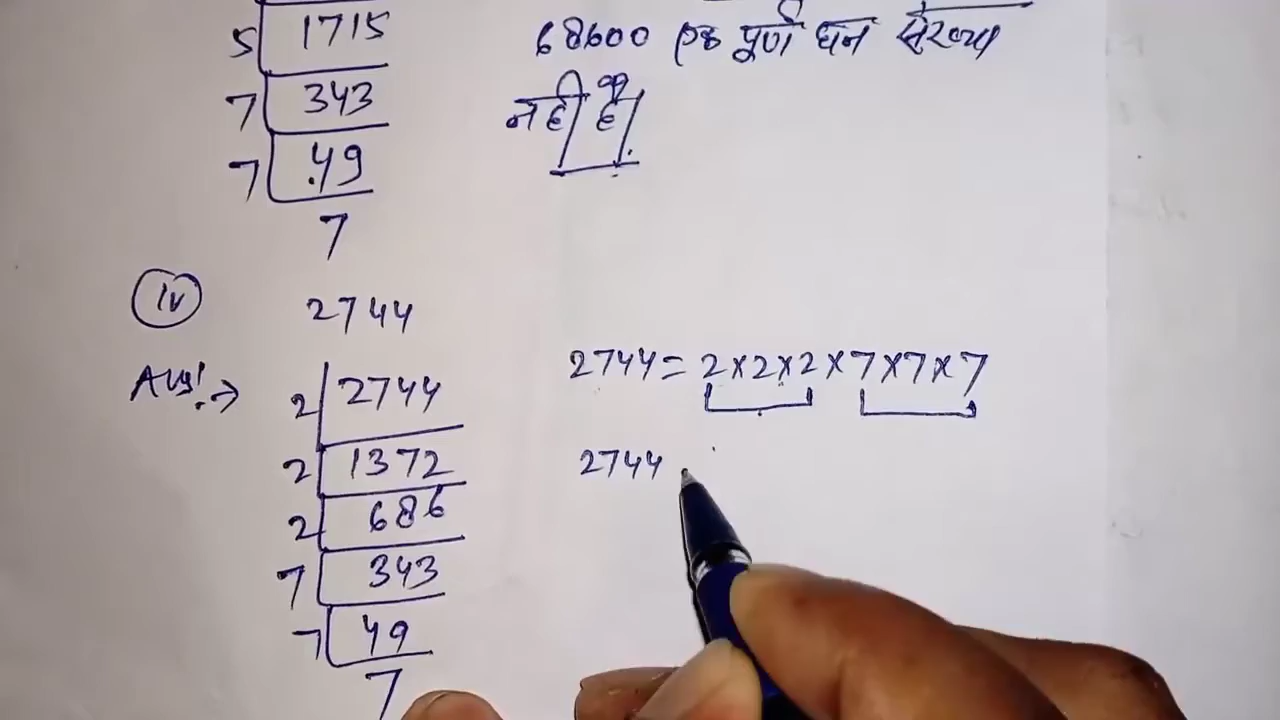 5 | 1715
7 | 343
7 | 49
7
68600 एक पूर्ण घन संख्या
नहीं है।
(iv) 2744
Ans! →
2 | 2744
2 | 1372
2 | 686
7 | 343
7 | 49
7
2744 = 2×2×2×7×7×7
2744